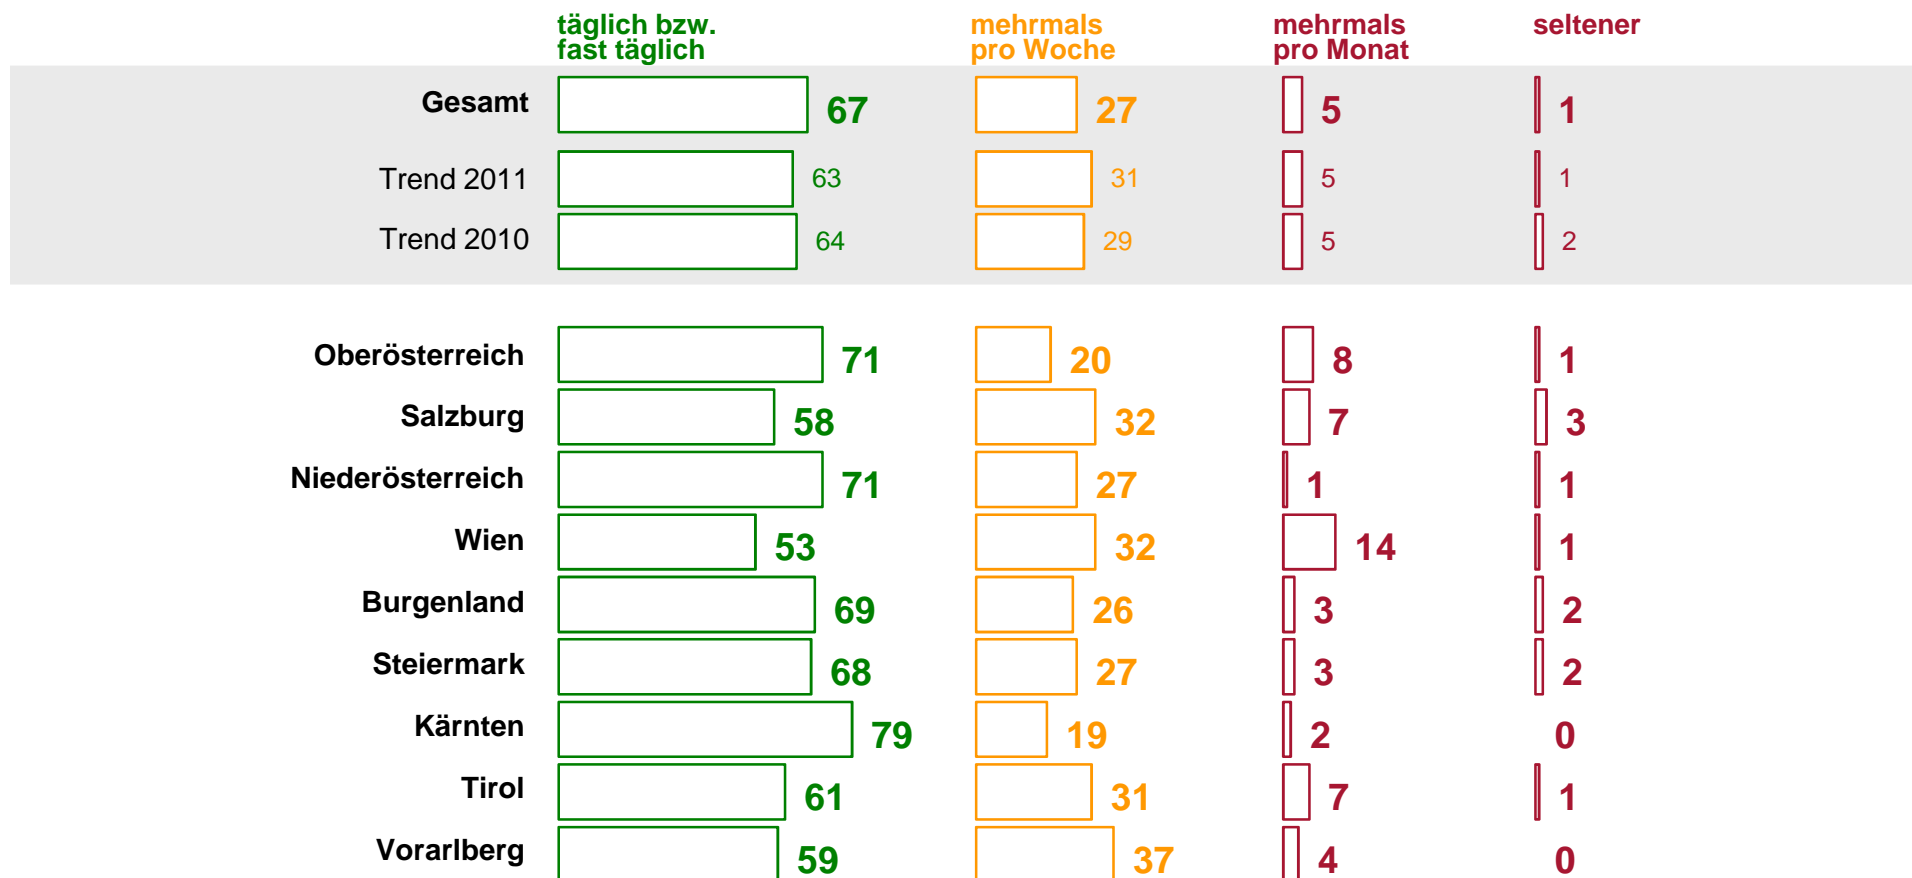 täglich bzw. mehrmals mehrmals seltener
fast täglich pro Woche pro Monat
Gesamt 67 27 5 1
Trend 2011 63 31 5 1
Trend 2010 64 29 5 2
Oberösterreich 71 20 8 1
Salzburg 58 32 7 3
Niederösterreich 71 27 1 1
Wien 53 32 14 1
Burgenland 69 26 3 2
Steiermark 68 27 3 2
Kärnten 79 19 2 0
Tirol 61 31 7 1
Vorarlberg 59 37 4 0